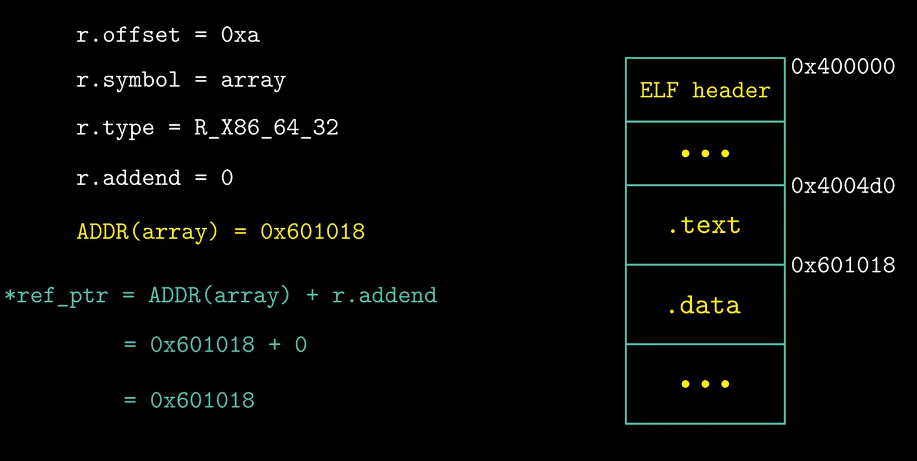 r.offset = 0xa
r.symbol = array
r.type = R_X86_64_32
r.addend = 0
ADDR(array) = 0x601018
*ref_ptr = ADDR(array) + r.addend
= 0x601018 + 0
= 0x601018
0x400000
ELF header
...
0x4004d0
.text
0x601018
.data
...